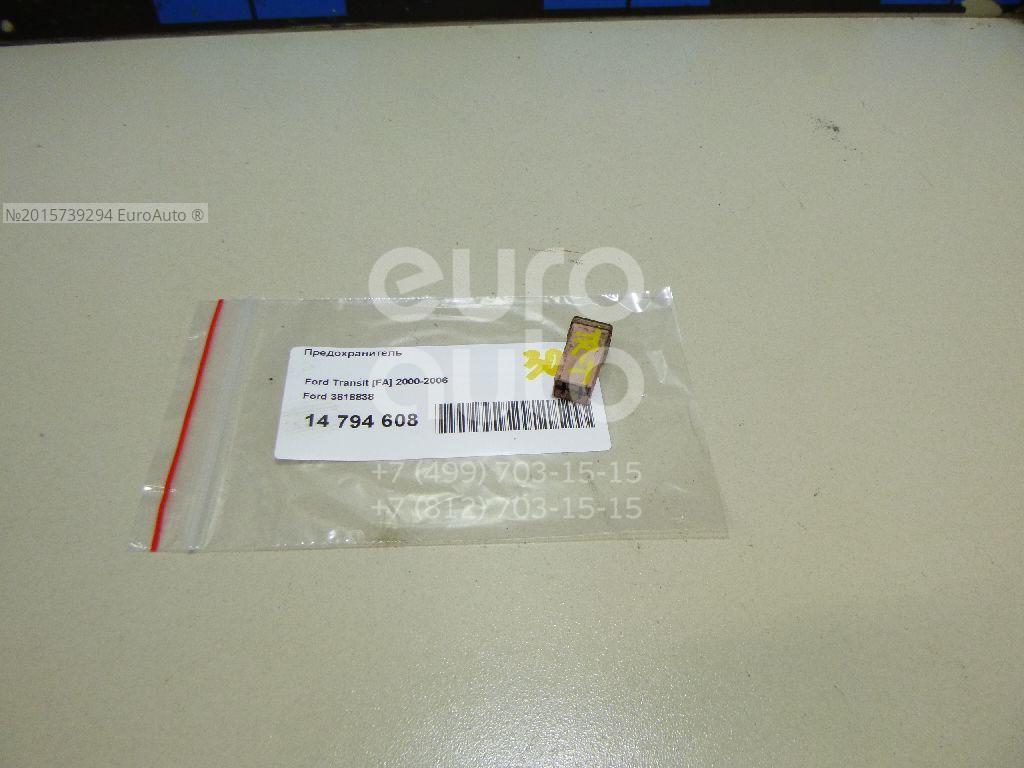 №2015739294 EuroAuto ®
euro
auto
Предохранитель
30
Ford Transit [FA] 2000-2006
Ford 3818838
14 794 608
+7 (499) 703-15-15
+7 (812) 703-15-15